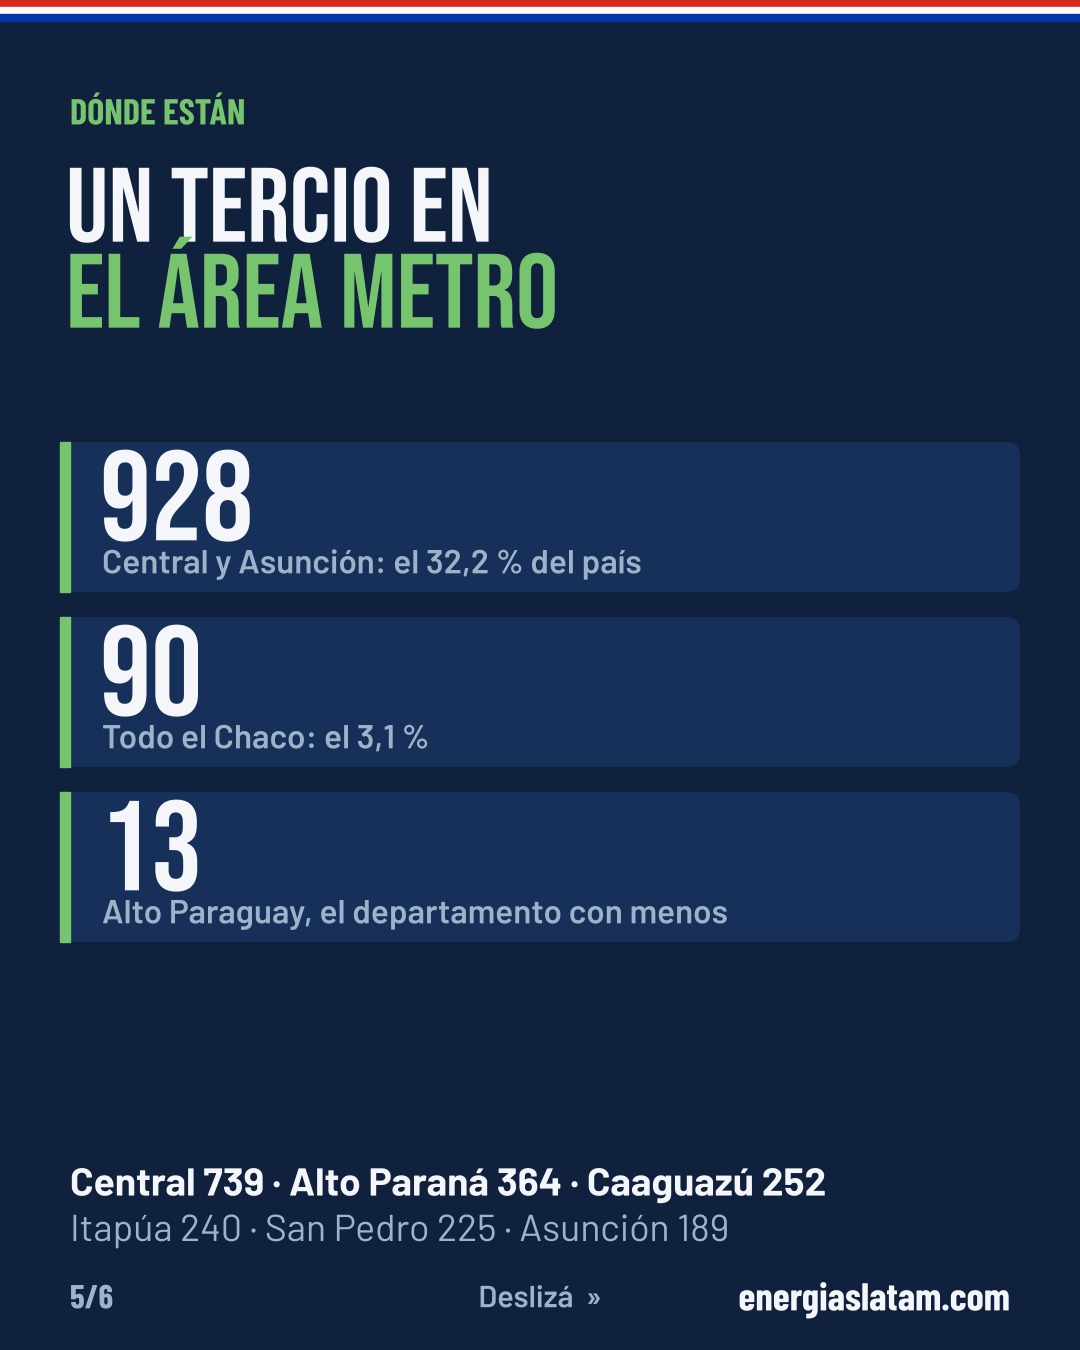 DÓNDE ESTÁN
UN TERCIO EN
EL ÁREA METRO
928
Central y Asunción: el 32,2 % del país
90
Todo el Chaco: el 3,1 %
13
Alto Paraguay, el departamento con menos
Central 739 · Alto Paraná 364 · Caaguazú 252
Itapúa 240 · San Pedro 225 · Asunción 189
5/6
Deslizá »
energiaslatam.com